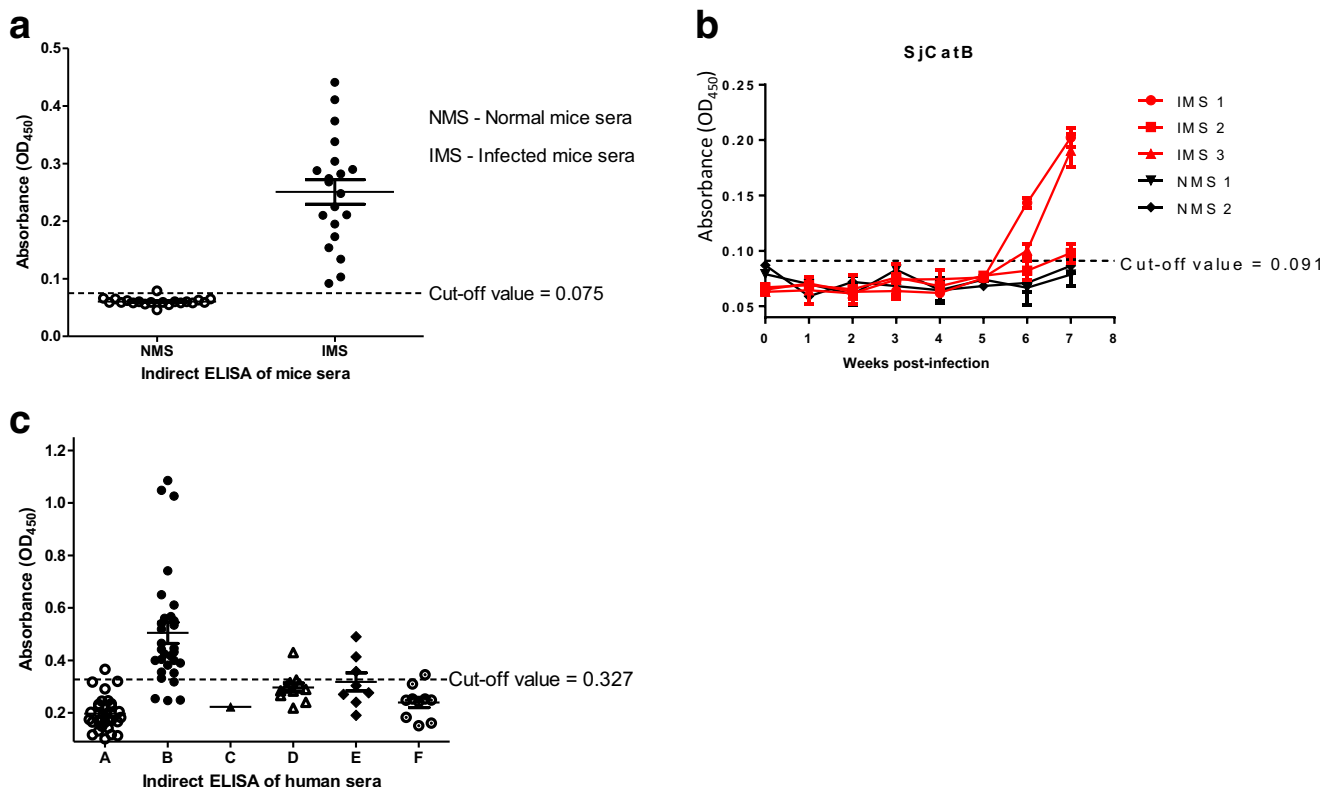 a
0.5
0.4
0.3
0.2
0.1
0.0
Absorbance (OD450)
NMS - Normal mice sera
IMS - Infected mice sera
Cut-off value = 0.075
NMS IMS
Indirect ELISA of mice sera
b
SjCatB
0.25
0.20
0.15
0.10
0.05
Absorbance (OD450)
IMS 1
IMS 2
IMS 3
NMS 1
NMS 2
Cut-off value = 0.091
0 1 2 3 4 5 6 7 8
Weeks post-infection
c
1.2
1.0
0.8
0.6
0.4
0.2
Absorbance (OD450)
Cut-off value = 0.327
A B C D E F
Indirect ELISA of human sera